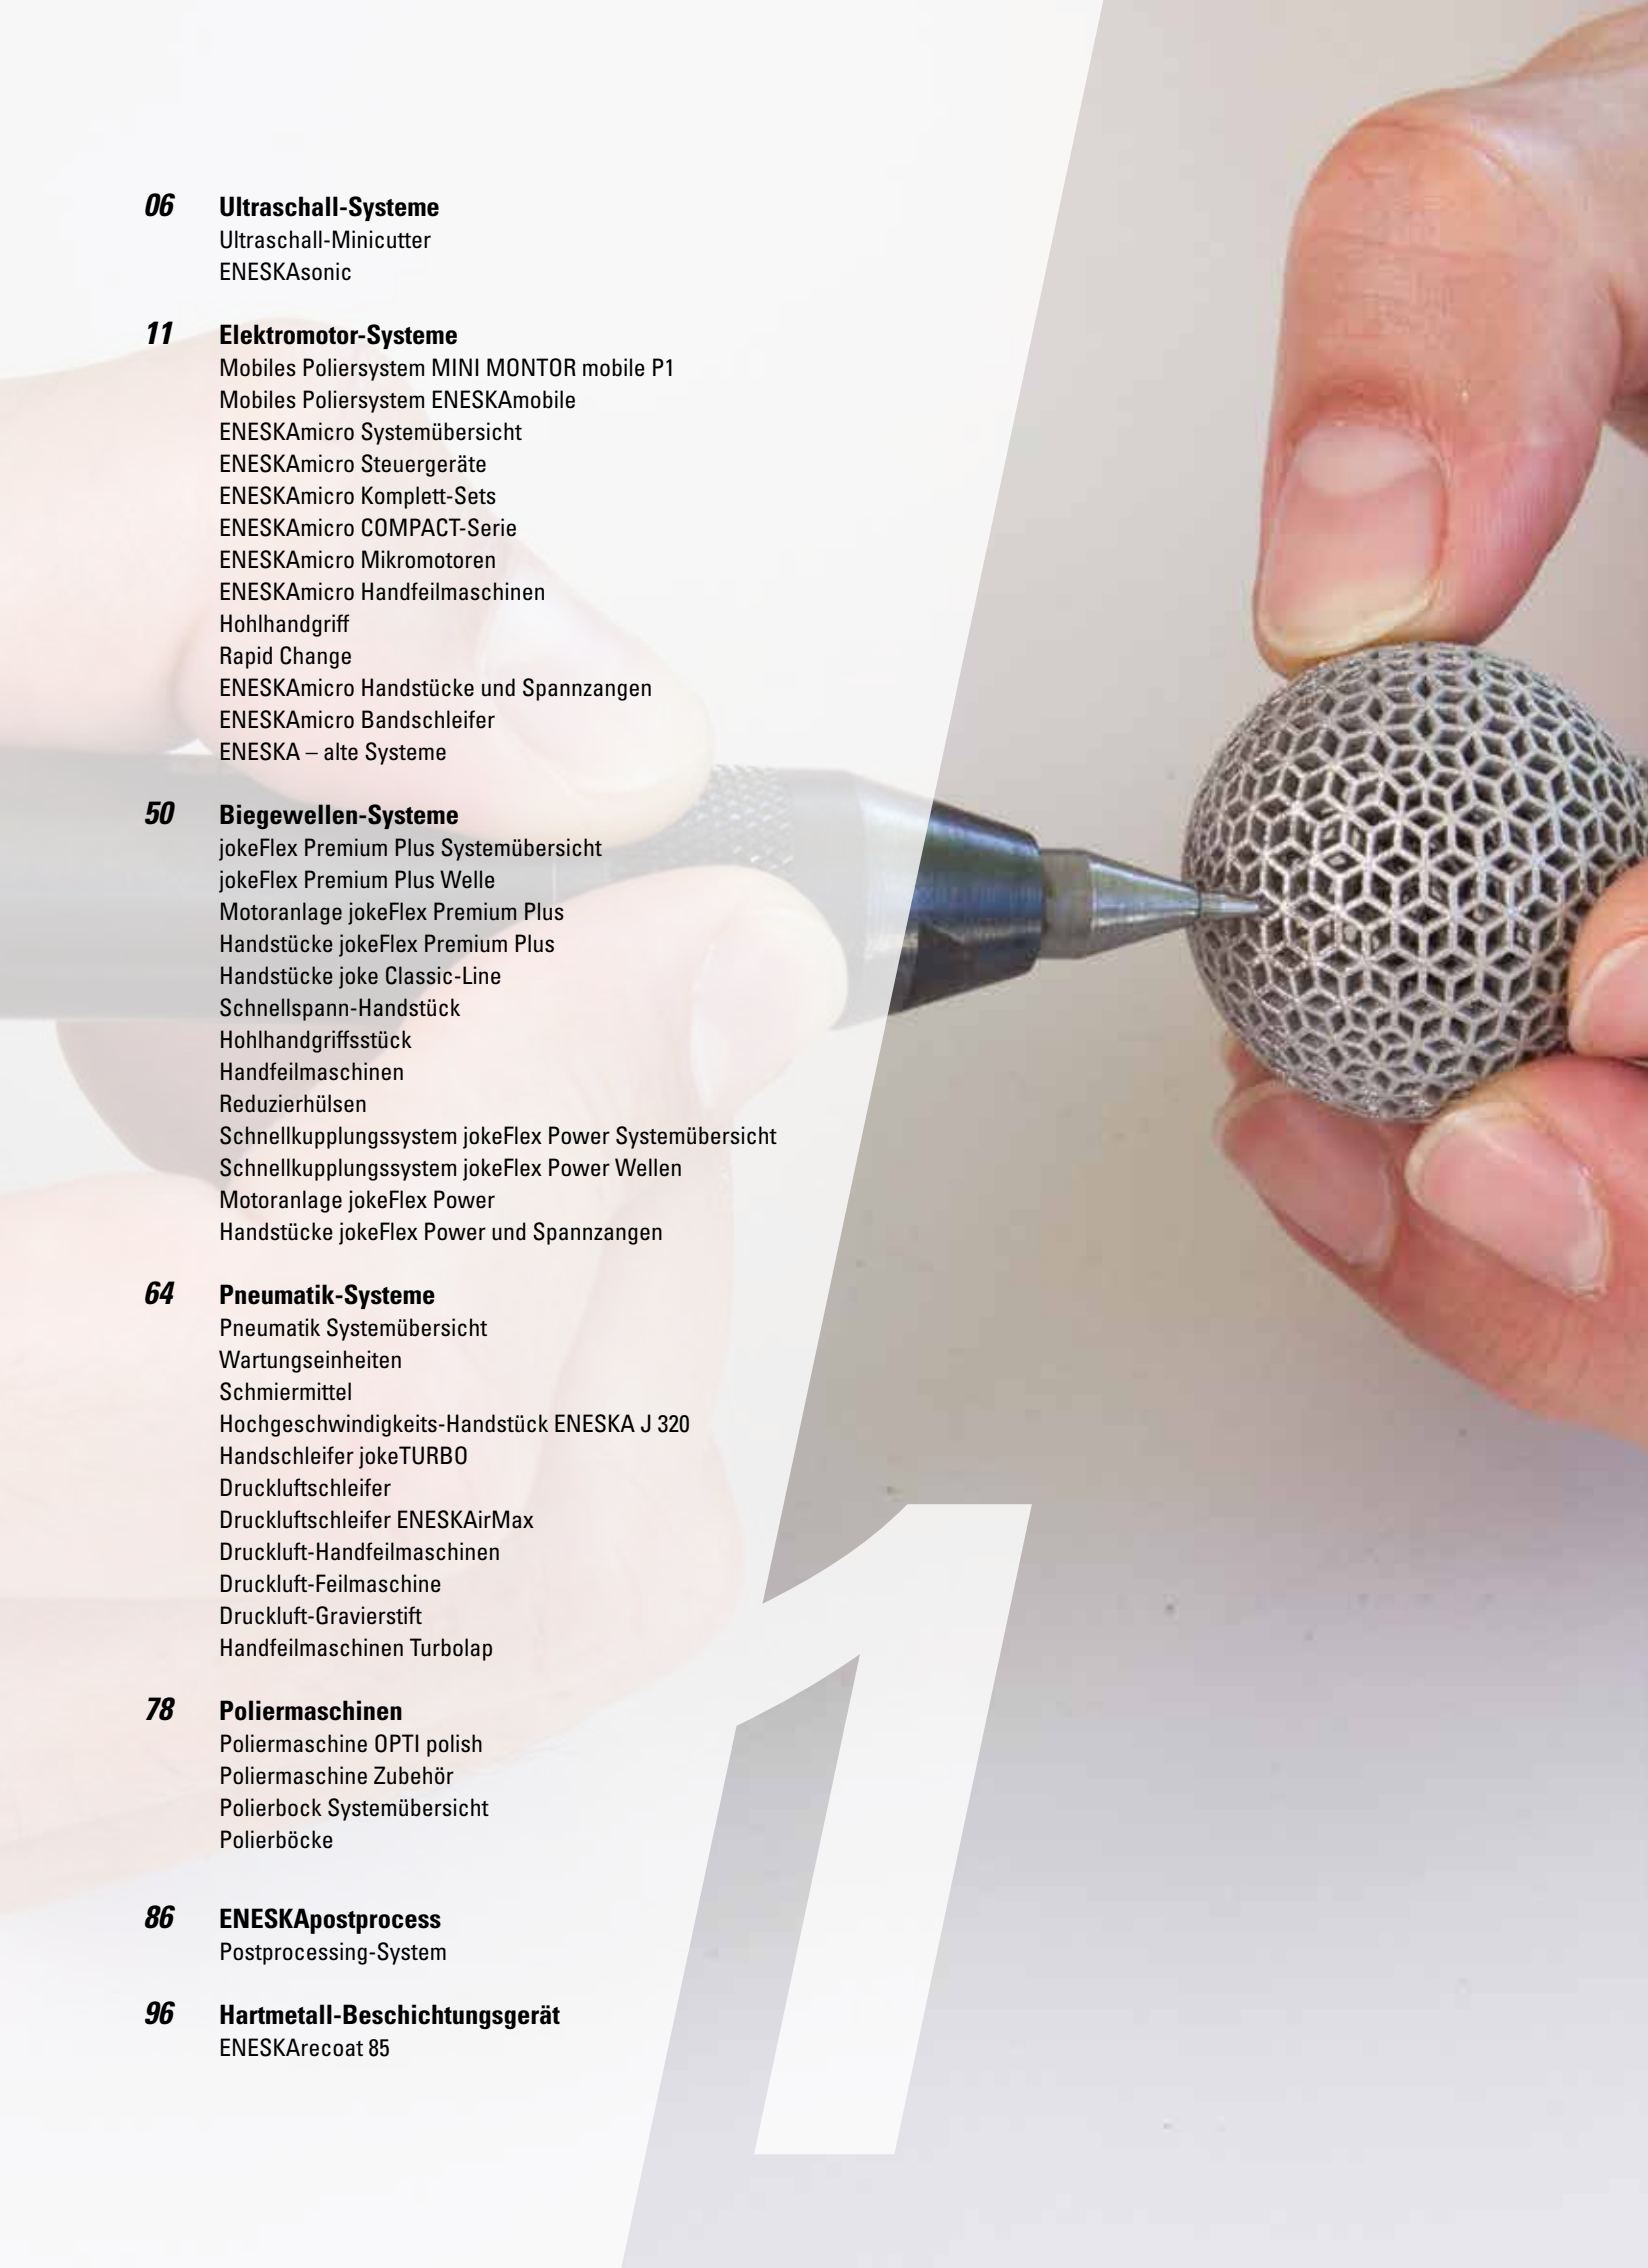 06 Ultraschall-Systeme
Ultraschall-Minicutter
ENESKAsonic
11 Elektromotor-Systeme
Mobiles Poliersystem MINI MONTOR mobile P1
Mobiles Poliersystem ENESKAmobile
ENESKAmicro Systemübersicht
ENESKAmicro Steuergeräte
ENESKAmicro Komplett-Sets
ENESKAmicro COMPACT-Serie
ENESKAmicro Mikromotoren
ENESKAmicro Handfeilmaschinen
Hohlhandgriff
Rapid Change
ENESKAmicro Handstücke und Spannzangen
ENESKAmicro Bandschleifer
ENESKA – alte Systeme
50 Biegewellen-Systeme
jokeFlex Premium Plus Systemübersicht
jokeFlex Premium Plus Welle
Motoranlage jokeFlex Premium Plus
Handstücke jokeFlex Premium Plus
Handstücke joke Classic-Line
Schnellspann-Handstück
Hohlhandgriffsstück
Handfeilmaschinen
Reduzierhülsen
Schnellkupplungssystem jokeFlex Power Systemübersicht
Schnellkupplungssystem jokeFlex Power Wellen
Motoranlage jokeFlex Power
Handstücke jokeFlex Power und Spannzangen
64 Pneumatik-Systeme
Pneumatik Systemübersicht
Wartungseinheiten
Schmiermittel
Hochgeschwindigkeits-Handstück ENESKA J 320
Handschleifer jokeTURBO
Druckluftschleifer
Druckluftschleifer ENESKAirMax
Druckluft-Handfeilmaschinen
Druckluft-Feilmaschine
Druckluft-Gravierstift
Handfeilmaschinen Turbolap
78 Poliermaschinen
Poliermaschine OPTI polish
Poliermaschine Zubehör
Polierbock Systemübersicht
Polierböcke
86 ENESKApostprocess
Postprocessing-System
96 Hartmetall-Beschichtungsgerät
ENESKArecoat 85
1